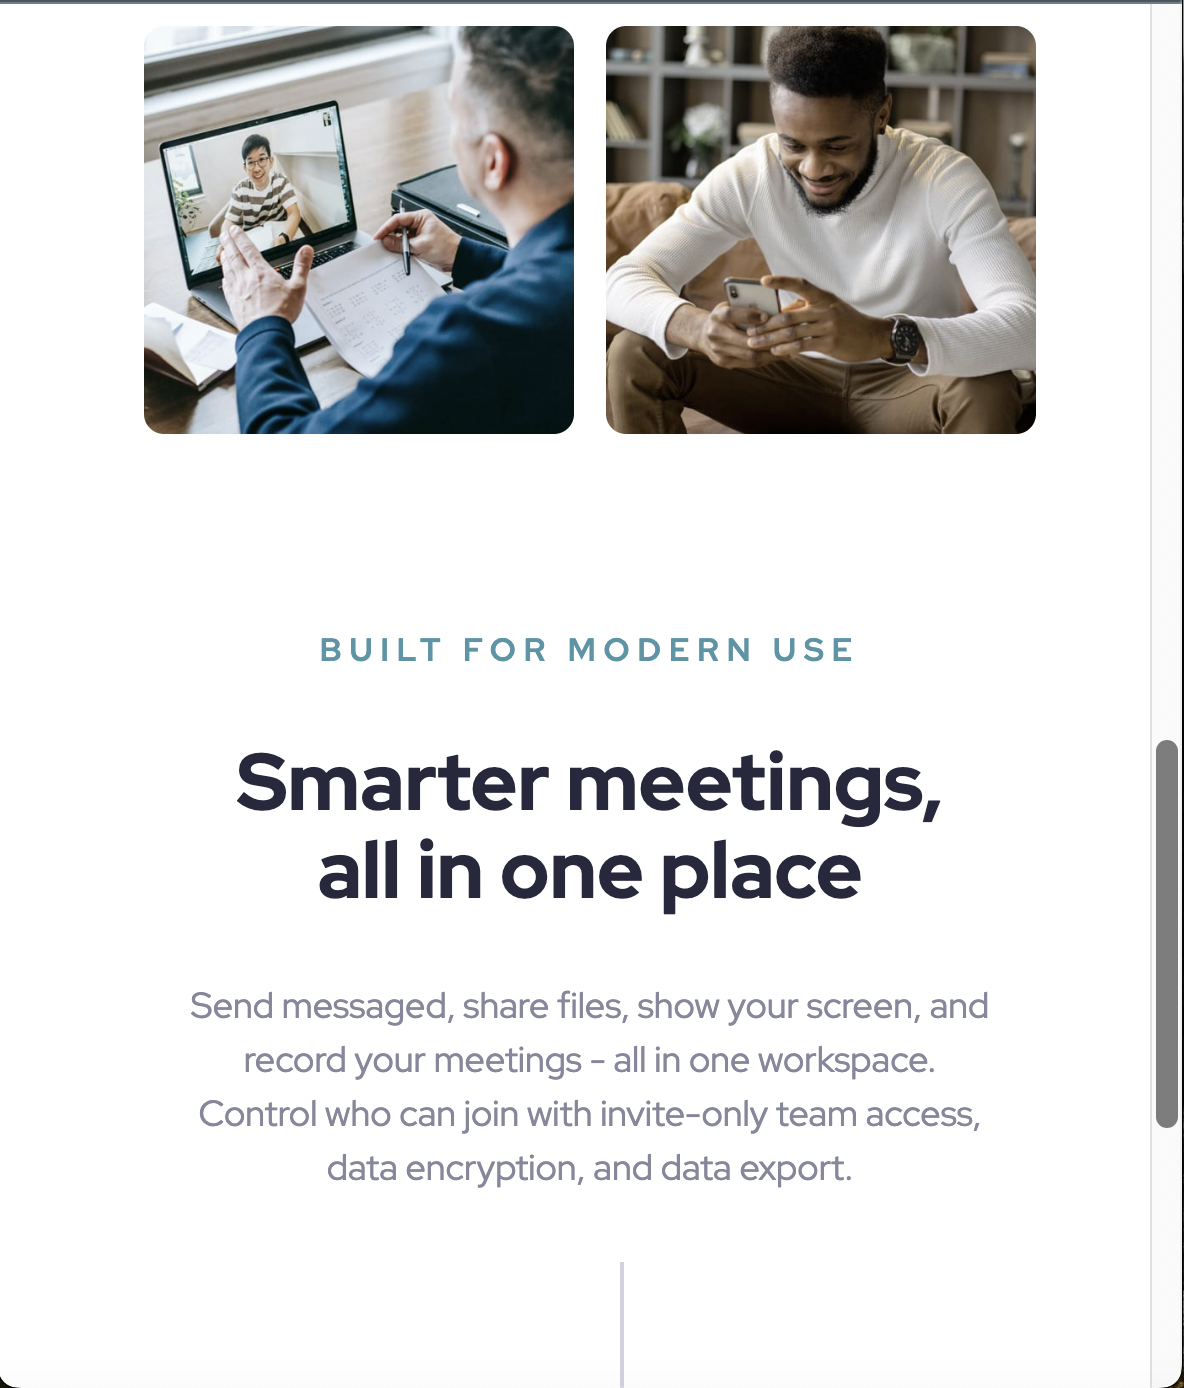 BUILT FOR MODERN USE
Smarter meetings,
all in one place
Send messaged, share files, show your screen, and
record your meetings - all in one workspace.
Control who can join with invite-only team access,
data encryption, and data export.